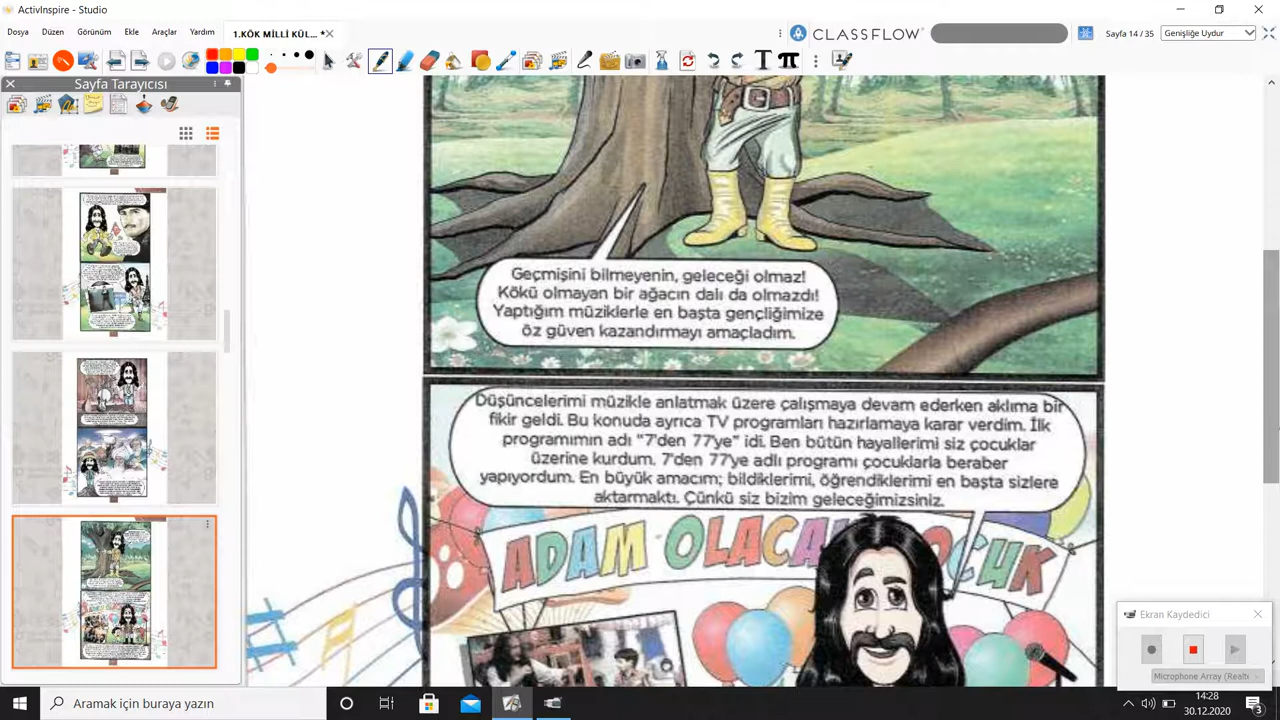 ActivInspire - Studio
Dosya Düzen Görünüm Ekle Araçlar Yardım
1.KÖK MİLLİ KÜL... *
CLASSFLOW
Sayfa 14 / 35
Genişliğe Uydur
Sayfa Tarayıcısı
Geçmişini bilmeyenin, geleceği olmaz!
Kökü olmayan bir ağacın dalı da olmazdı!
Yaptığım müziklerle en başta gençliğimize
öz güven kazandırmayı amaçladım.
Düşüncelerimi müzikle anlatmak üzere çalışmaya devam ederken aklıma bir
fikir geldi. Bu konuda ayrıca TV programları hazırlamaya karar verdim. İlk
programımın adı "7'den 77'ye" idi. Ben bütün hayallerimi siz çocuklar
üzerine kurdum. 7'den 77'ye adlı programı çocuklarla beraber
yapıyordum. En büyük amacım; bildiklerimi, öğrendiklerimi en başta sizlere
aktarmaktı. Çünkü siz bizim geleceğimizsiniz.
ADAM OLACAK ÇOCUK
Ekran Kaydedici
Microphone Array (Realt
Aramak için buraya yazın
14:28
30.12.2020
3